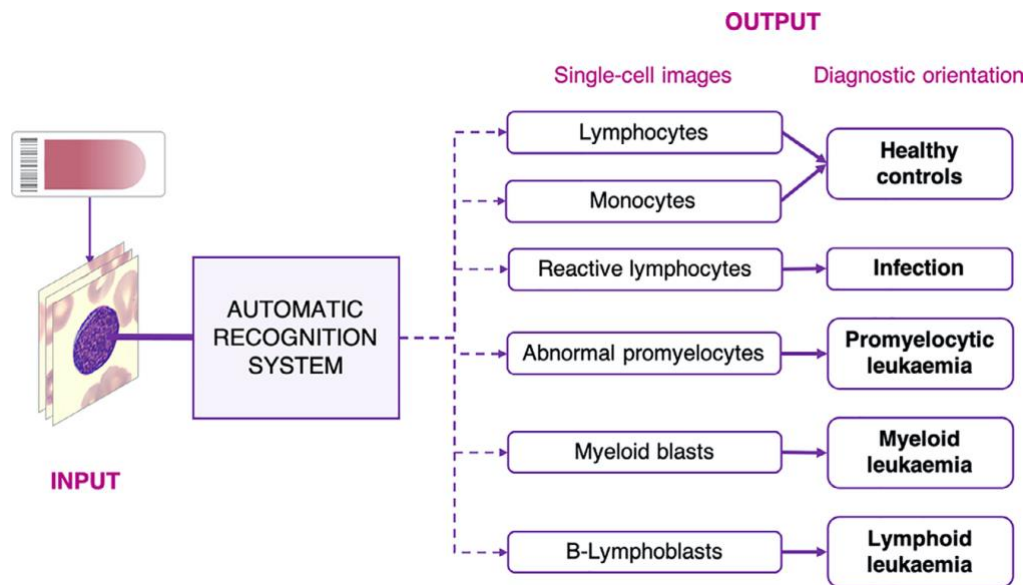 OUTPUT
Single-cell images
Diagnostic orientation
Lymphocytes
Healthy
controls
Monocytes
Reactive lymphocytes
Infection
AUTOMATIC
RECOGNITION
SYSTEM
Abnormal promyelocytes
Promyelocytic
leukaemia
Myeloid blasts
Myeloid
leukaemia
INPUT
B-Lymphoblasts
Lymphoid
leukaemia